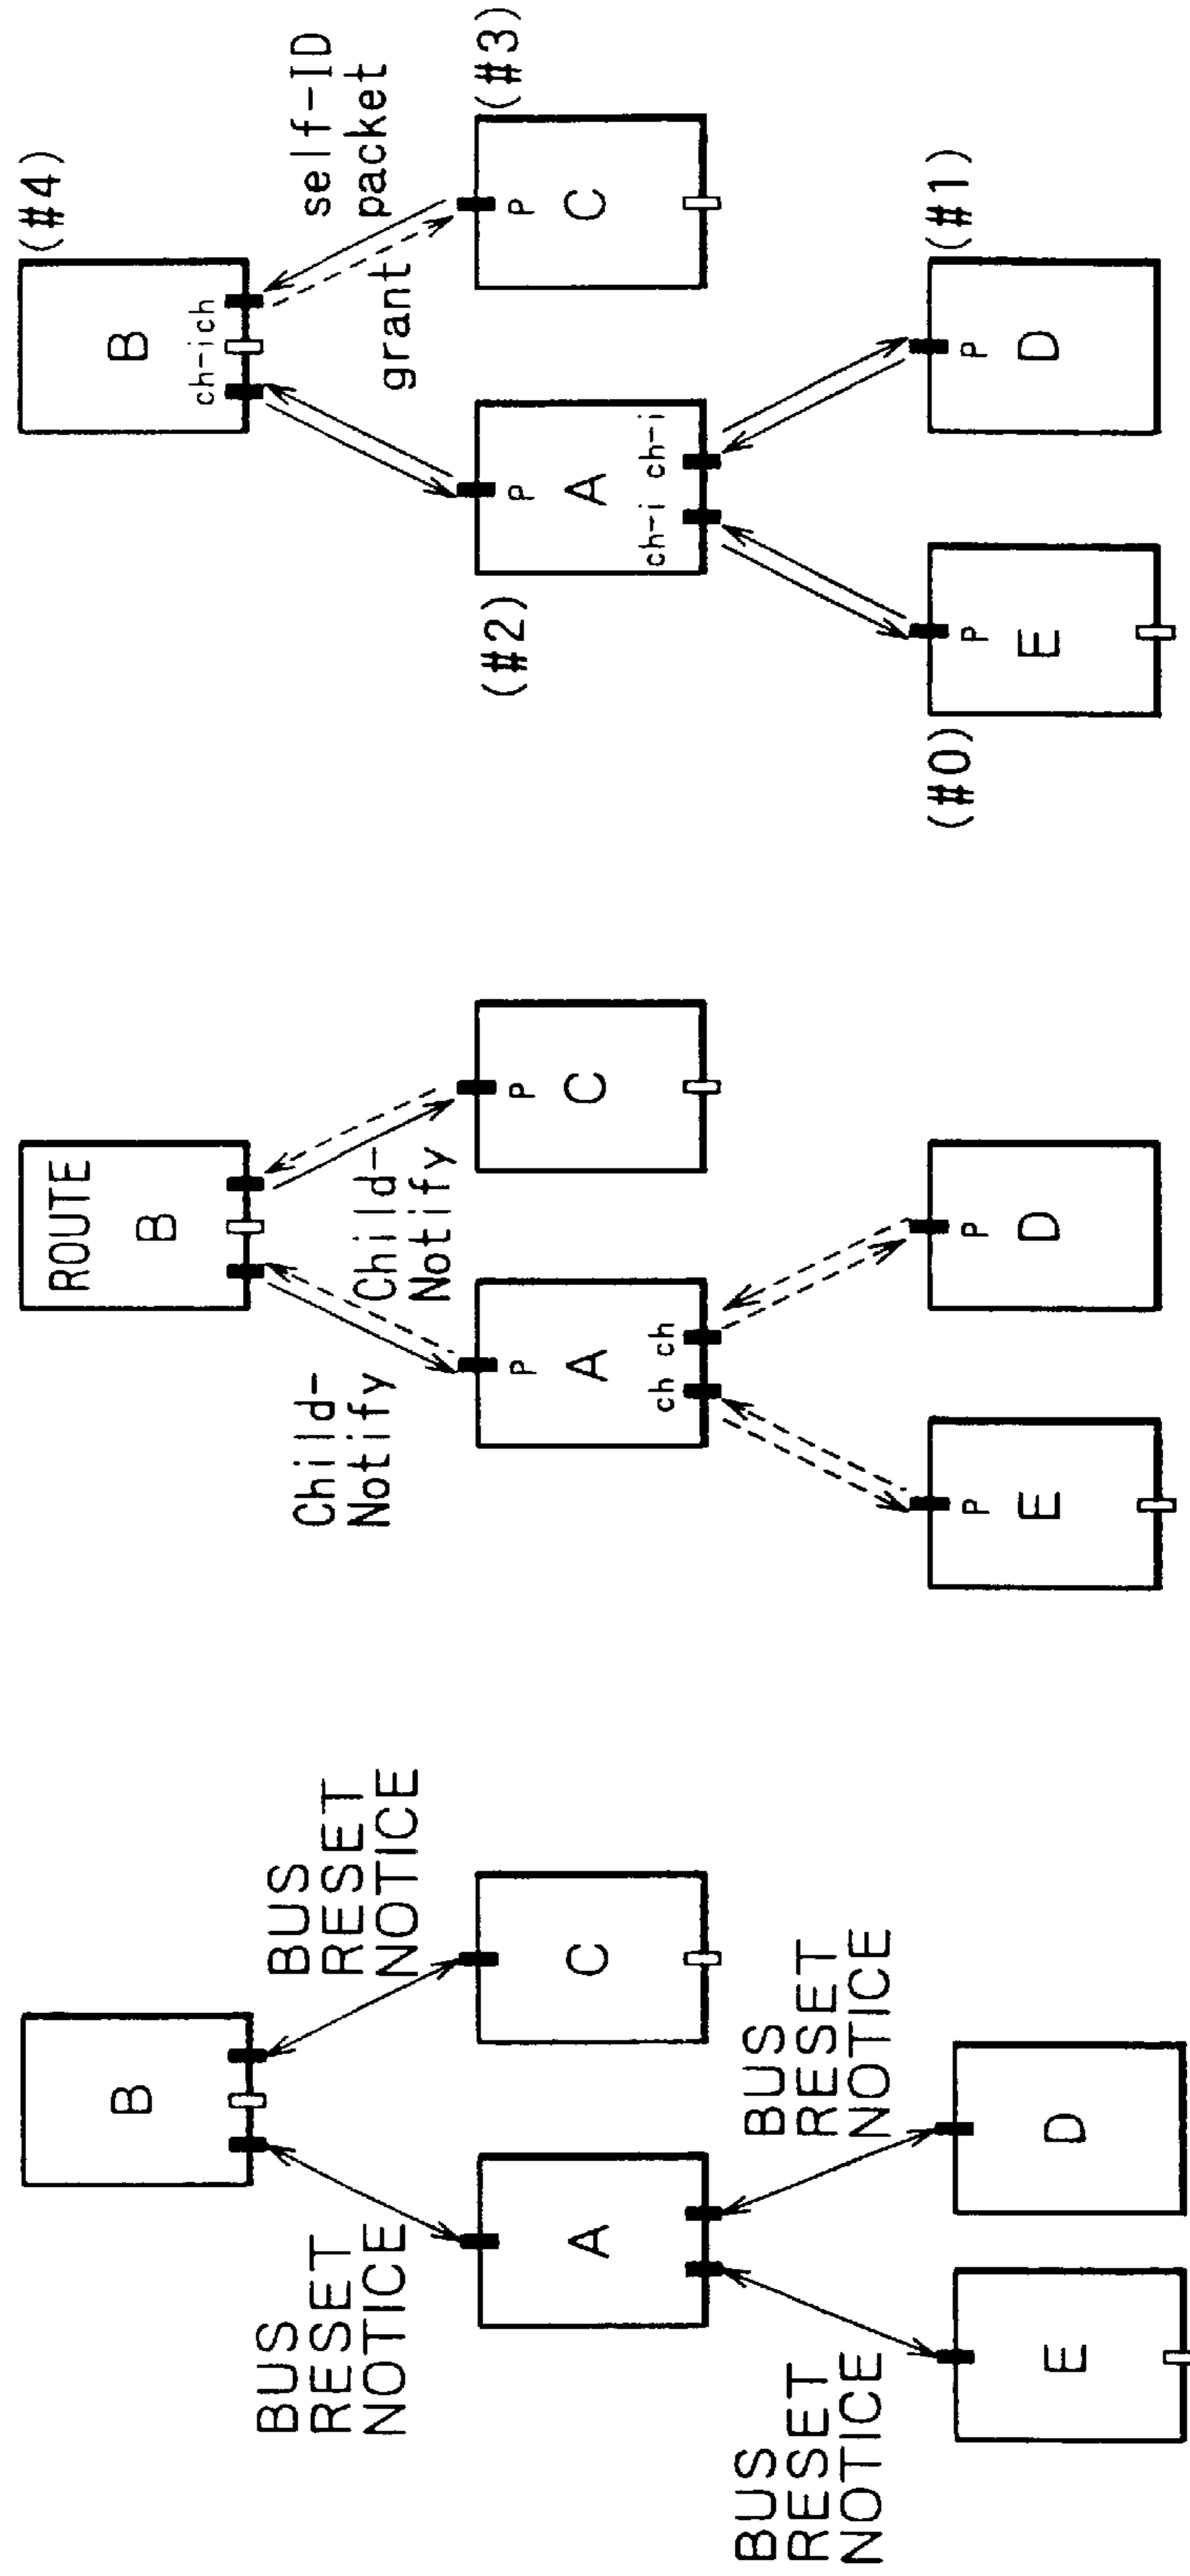 B
BUS
RESET
NOTICE
BUS
RESET
NOTICE
A
C
BUS
RESET
NOTICE
BUS
RESET
NOTICE
E
D
ROUTE
B
Child-
Notify
Child-
Notify
P
A
ch ch
P
C
P
E
P
D
(#4)
B
ch-ich
self-ID
packet
grant
(#2)
P
A
ch-i ch-i
(#3)
P
C
(#0)
P
E
(#1)
P
D